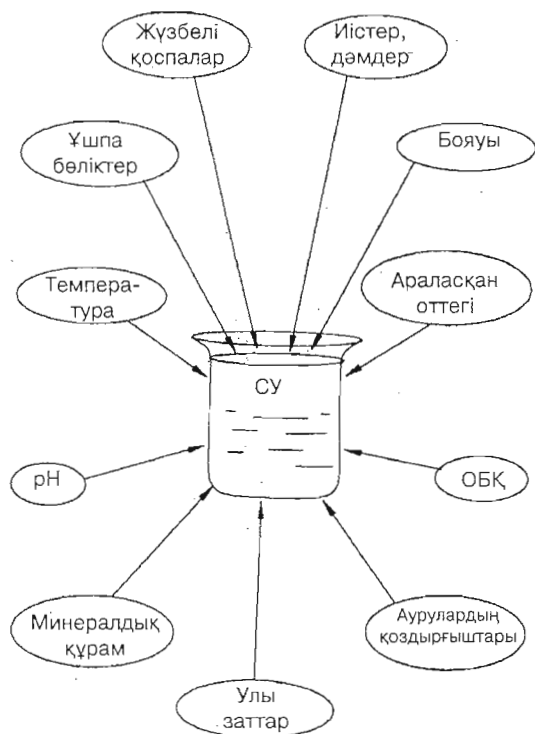 Жүзбелі
қоспалар
Иістер,
дәмдер
Ұшпа
бөліктер
Бояуы
Темпера-
тура
Араласқан
оттегі
СУ
рН
ОБҚ
Минералдық
құрам
Аурулардың
қоздырғыштары
Улы
заттар